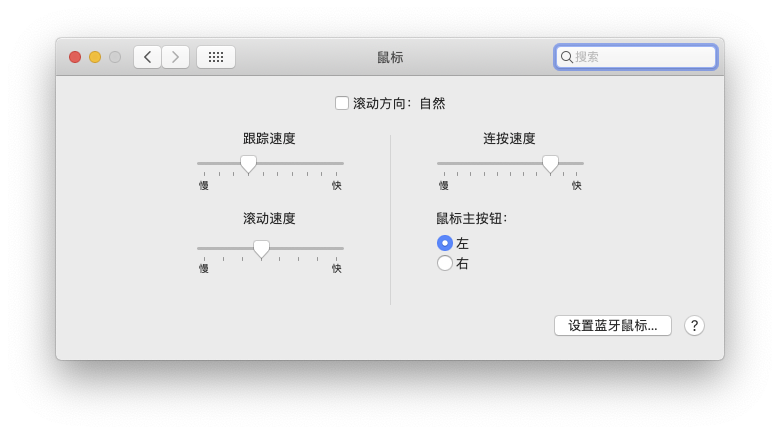 鼠标
搜索
滚动方向：自然
跟踪速度
慢 快
滚动速度
慢 快
连按速度
慢 快
鼠标主按钮：
左
右
设置蓝牙鼠标... ?